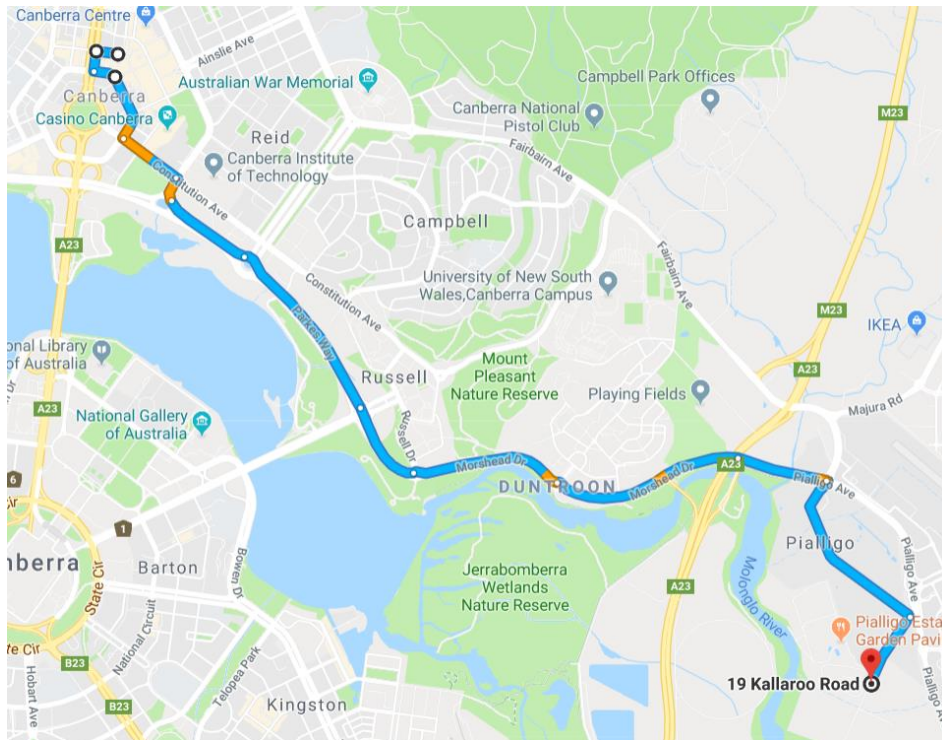 Canberra Centre
Ainslie Ave
Australian War Memorial
Campbell Park Offices
M23
Canberra
Casino Canberra
Reid
Canberra National
Pistol Club
Fairbairn Ave
Canberra Institute
of Technology
Constitution Ave
Campbell
A23
University of New South
Wales,Canberra Campus
Constitution Ave
Fairbairn Ave
M23
IKEA
Parkes Way
onal Library
of Australia
Mount
Pleasant
Nature Reserve
Russell
Playing Fields
A23
National Gallery
of Australia
Russell Dr
Majura Rd
6
Morshead Dr
A23
DUNTROON
Morshead Dr
Pialligo Ave
1
Pialligo
nberra
Barton
State Cir
Bowen Dr
Jerrabomberra
Wetlands
Nature Reserve
A23
Molonglo River
Pialligo Ave
National Circuit
Pialligo Esta
Garden Pavi
B23
Hobart Ave
Telopea Park
19 Kallaroo Road
B23
Kingston
Pialligo A